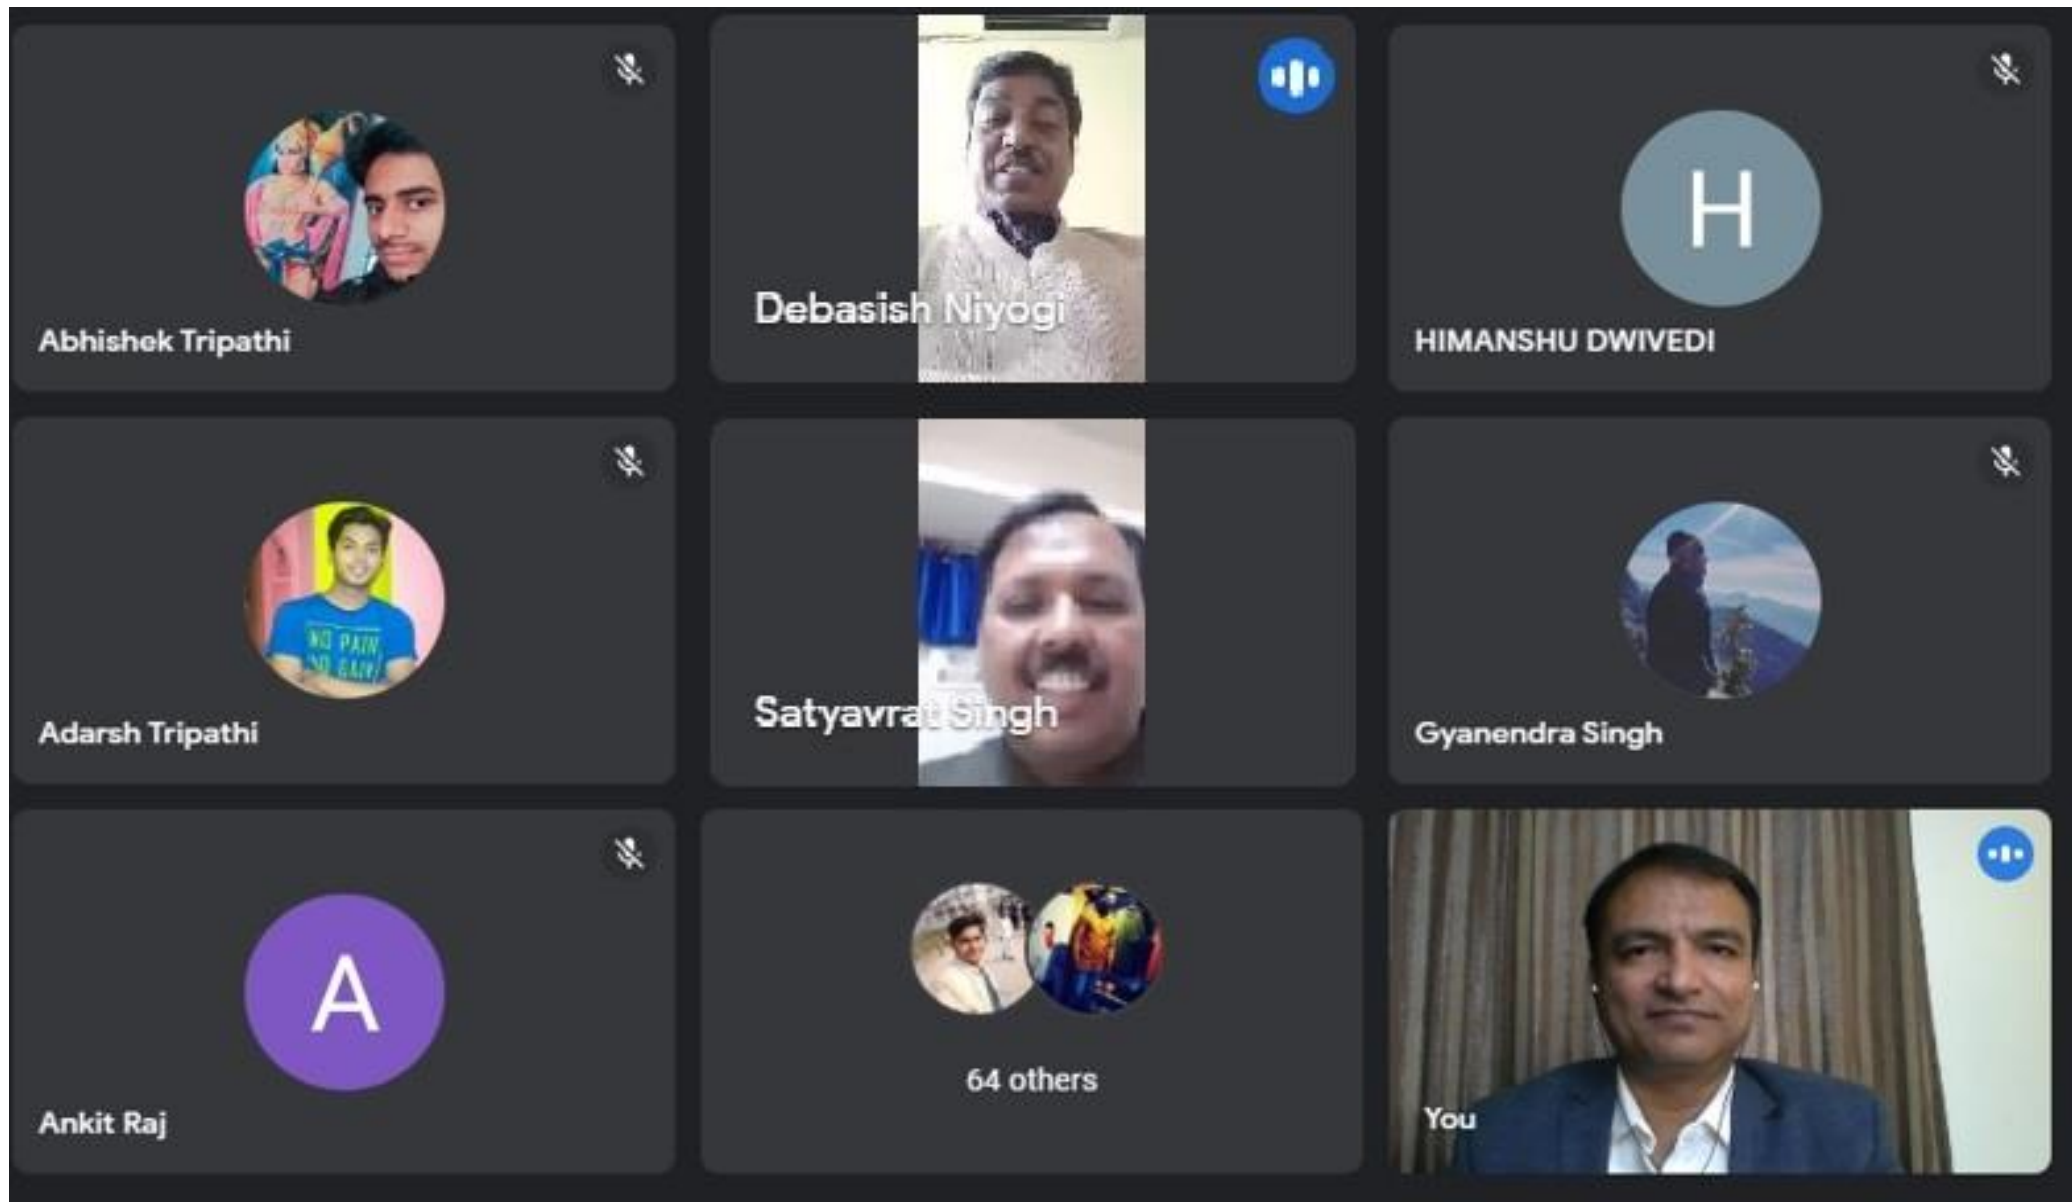 Abhishek Tripathi
Debasish Niyogi
H
HIMANSHU DWIVEDI
NO PAIN
NO GAIN
Adarsh Tripathi
Satyavrat Singh
Gyanendra Singh
A
Ankit Raj
64 others
You